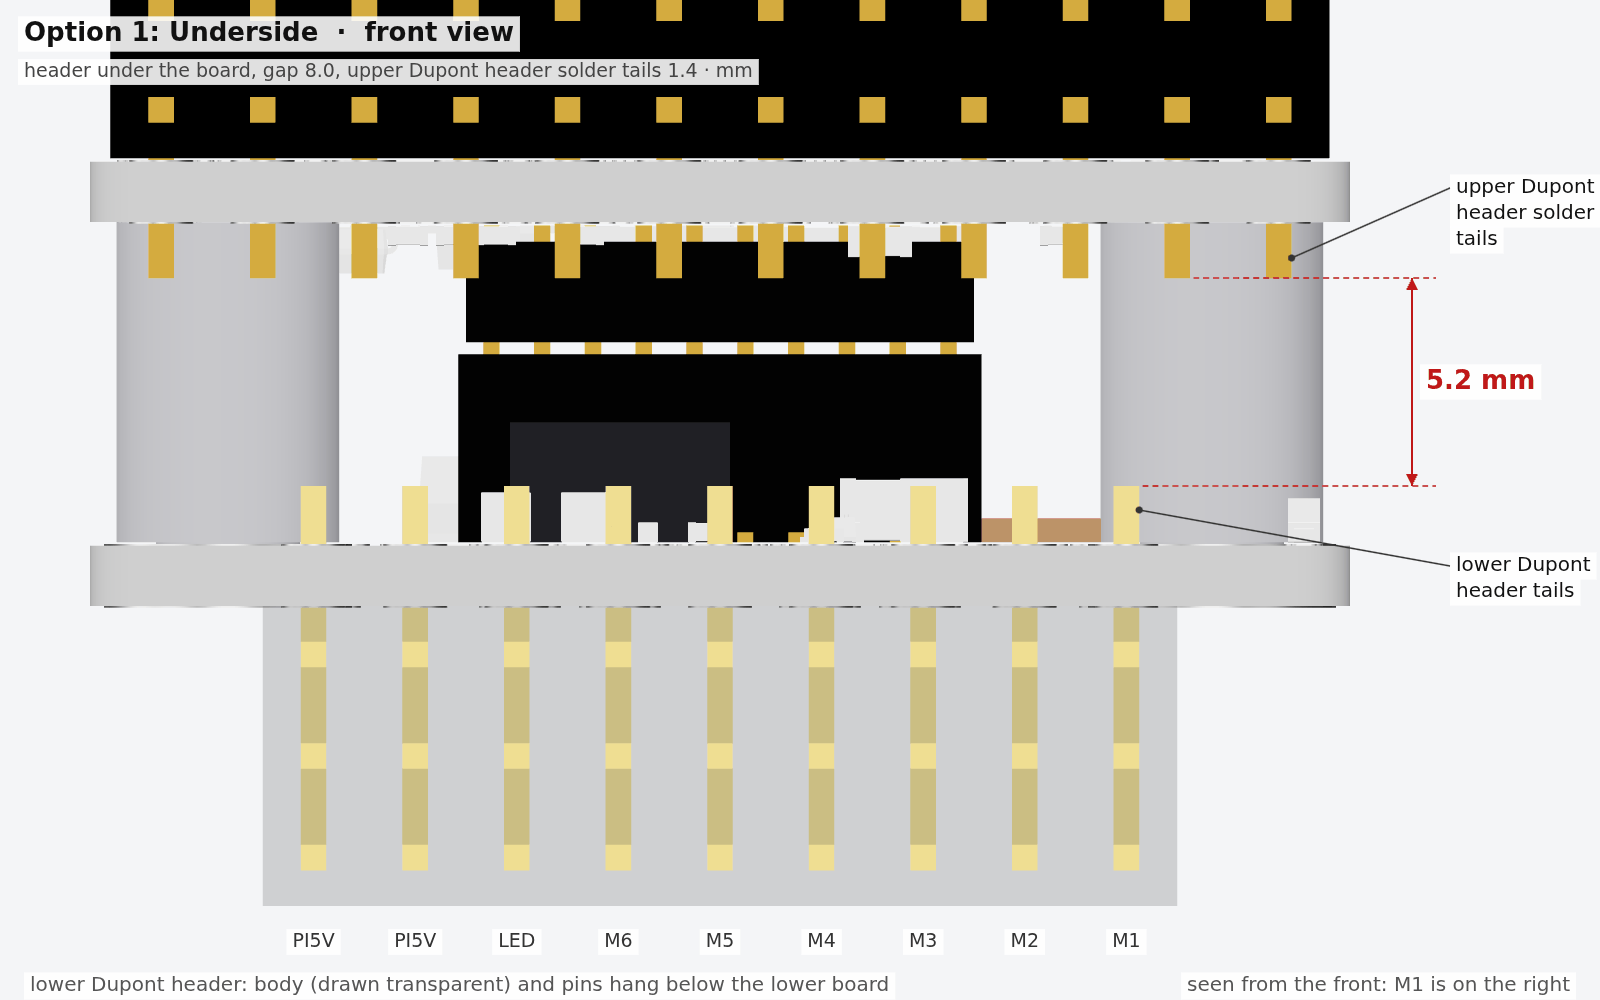 Option 1: Underside · front view
header under the board, gap 8.0, upper Dupont header solder tails 1.4 · mm
upper Dupont
header solder
tails
5.2 mm
lower Dupont
header tails
PI5V PI5V LED M6 M5 M4 M3 M2 M1
lower Dupont header: body (drawn transparent) and pins hang below the lower board
seen from the front: M1 is on the right